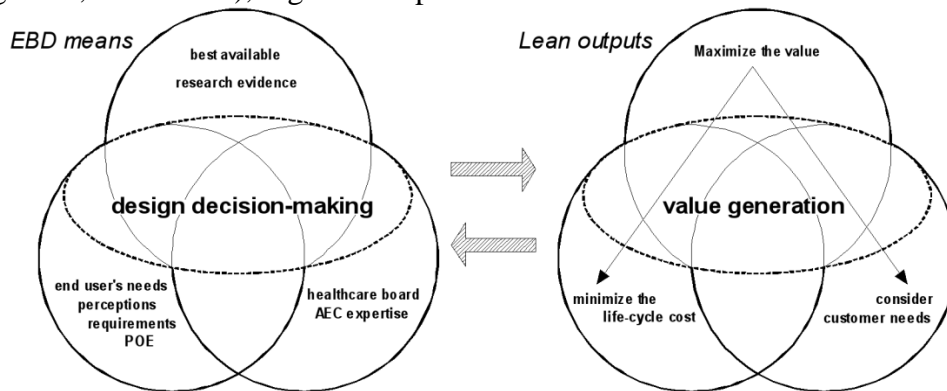 EBD means
best available
research evidence
design decision-making
end user's needs
perceptions
requirements
POE
healthcare board
AEC expertise
Lean outputs
Maximize the value
value generation
minimize the
life-cycle cost
consider
customer needs